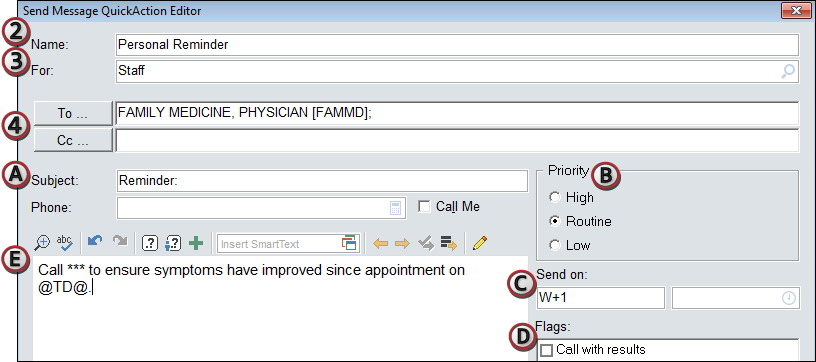 Send Message QuickAction Editor
2
Name: Personal Reminder
3
For: Staff
4
To ... FAMILY MEDICINE, PHYSICIAN [FAMMD];
Cc ...
A
Subject: Reminder:
Phone: Call Me
B
Priority
High
Routine
Low
abc Insert SmartText
E
Call *** to ensure symptoms have improved since appointment on
@TD@.
C
Send on:
W+1
D
Flags:
Call with results